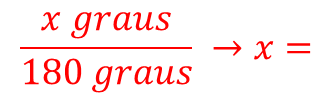 x graus
180 graus → x =